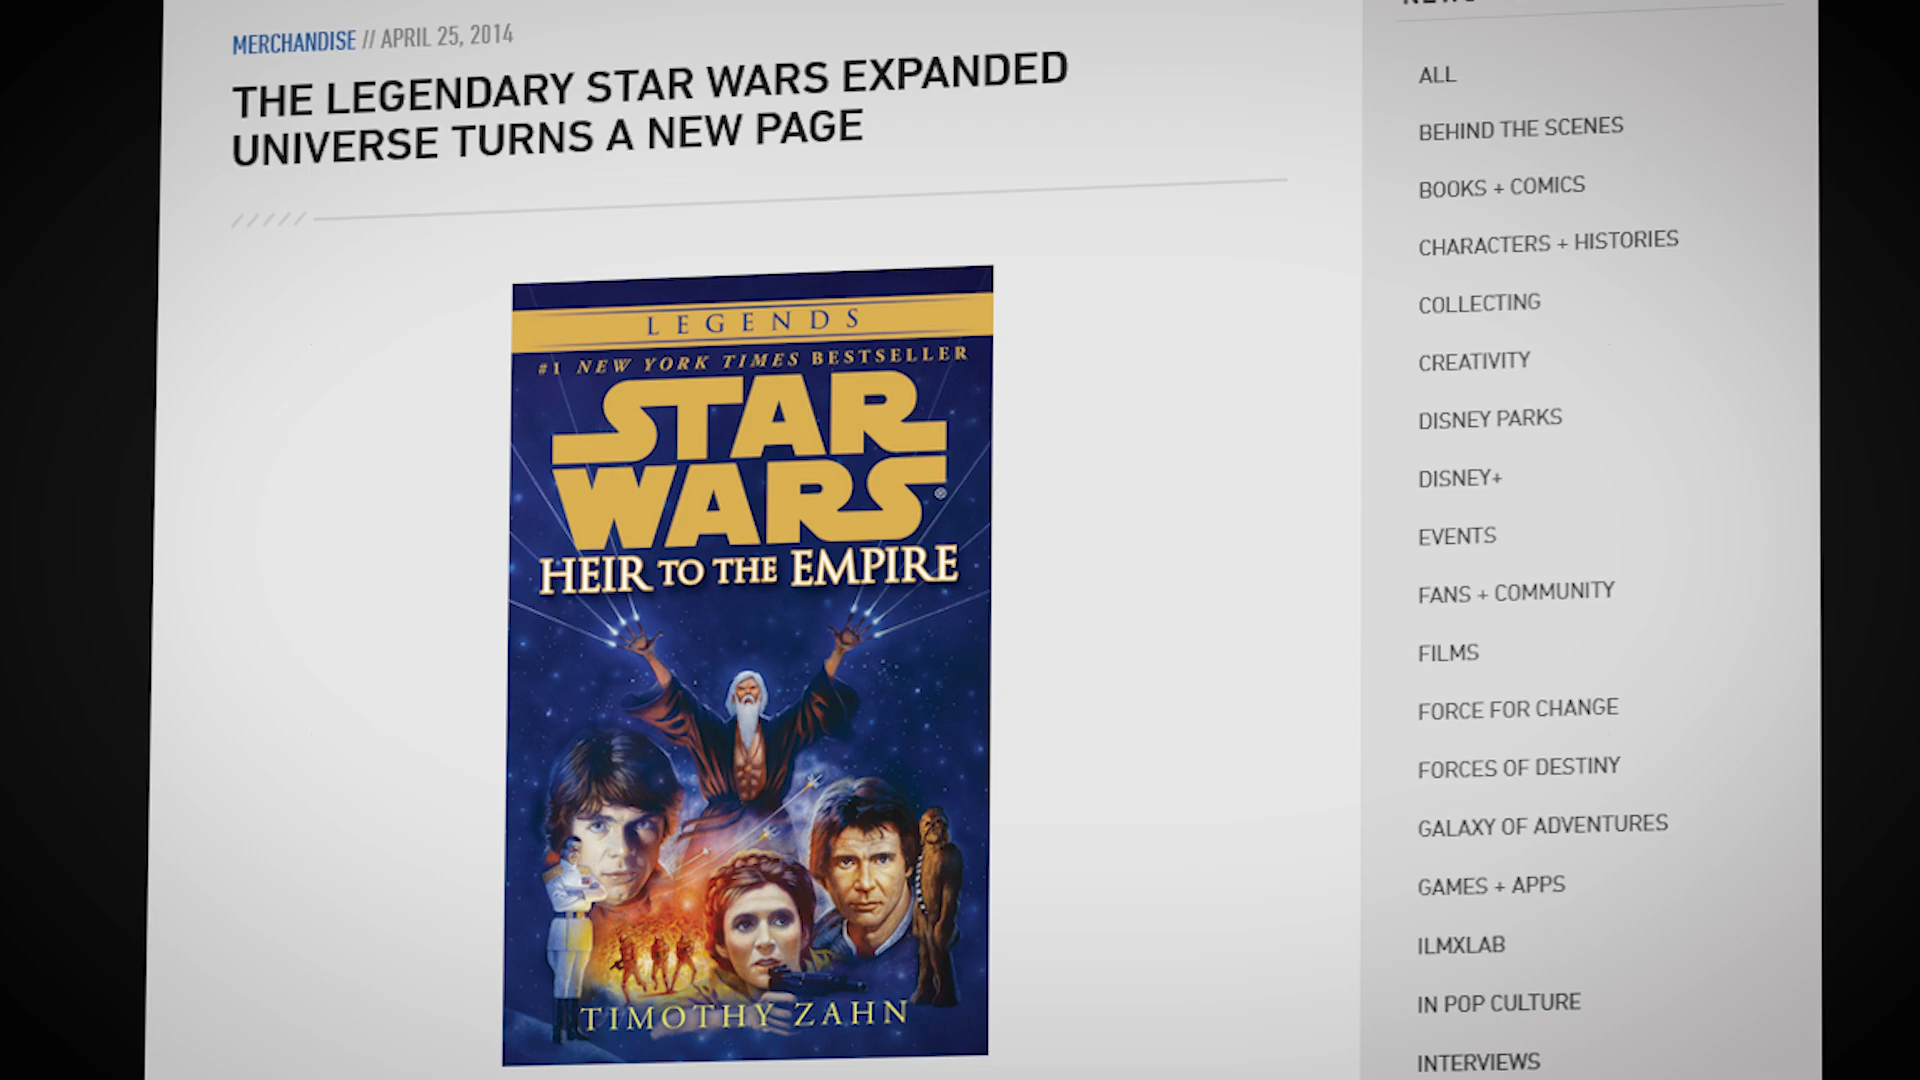 MERCHANDISE // APRIL 25, 2014
THE LEGENDARY STAR WARS EXPANDED
UNIVERSE TURNS A NEW PAGE
LEGENDS
#1 NEW YORK TIMES BESTSELLER
STAR
WARS®
HEIR TO THE EMPIRE
TIMOTHY ZAHN
ALL
BEHIND THE SCENES
BOOKS + COMICS
CHARACTERS + HISTORIES
COLLECTING
CREATIVITY
DISNEY PARKS
DISNEY+
EVENTS
FANS + COMMUNITY
FILMS
FORCE FOR CHANGE
FORCES OF DESTINY
GALAXY OF ADVENTURES
GAMES + APPS
ILMXLAB
IN POP CULTURE
INTERVIEWS